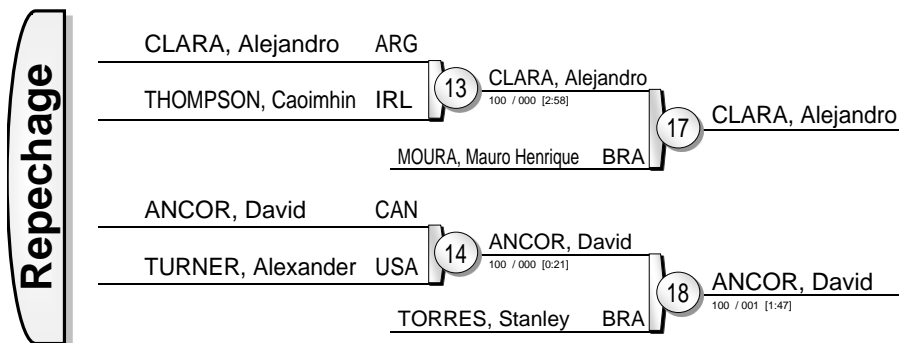 Repechage
CLARA, Alejandro ARG
THOMPSON, Caoimhin IRL
13
CLARA, Alejandro
100 / 000 [2:58]
MOURA, Mauro Henrique BRA
17
CLARA, Alejandro
ANCOR, David CAN
TURNER, Alexander USA
14
ANCOR, David
100 / 000 [0:21]
TORRES, Stanley BRA
18
ANCOR, David
100 / 001 [1:47]